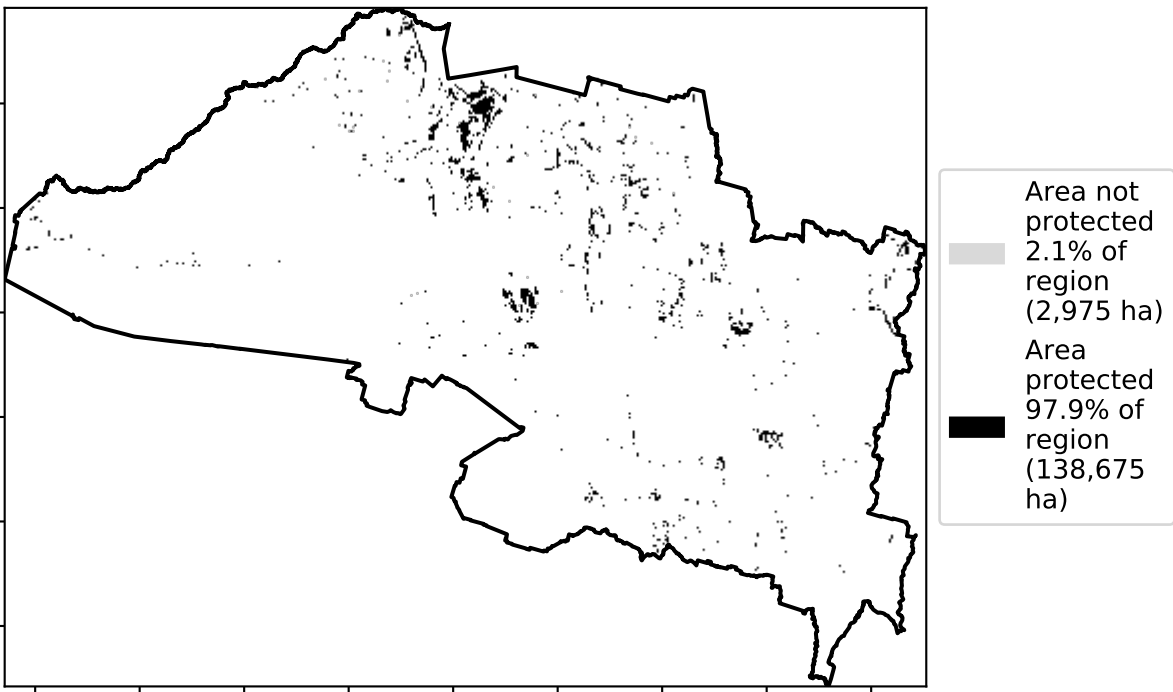 Area not
protected
2.1% of
region
(2,975 ha)
Area
protected
97.9% of
region
(138,675
ha)